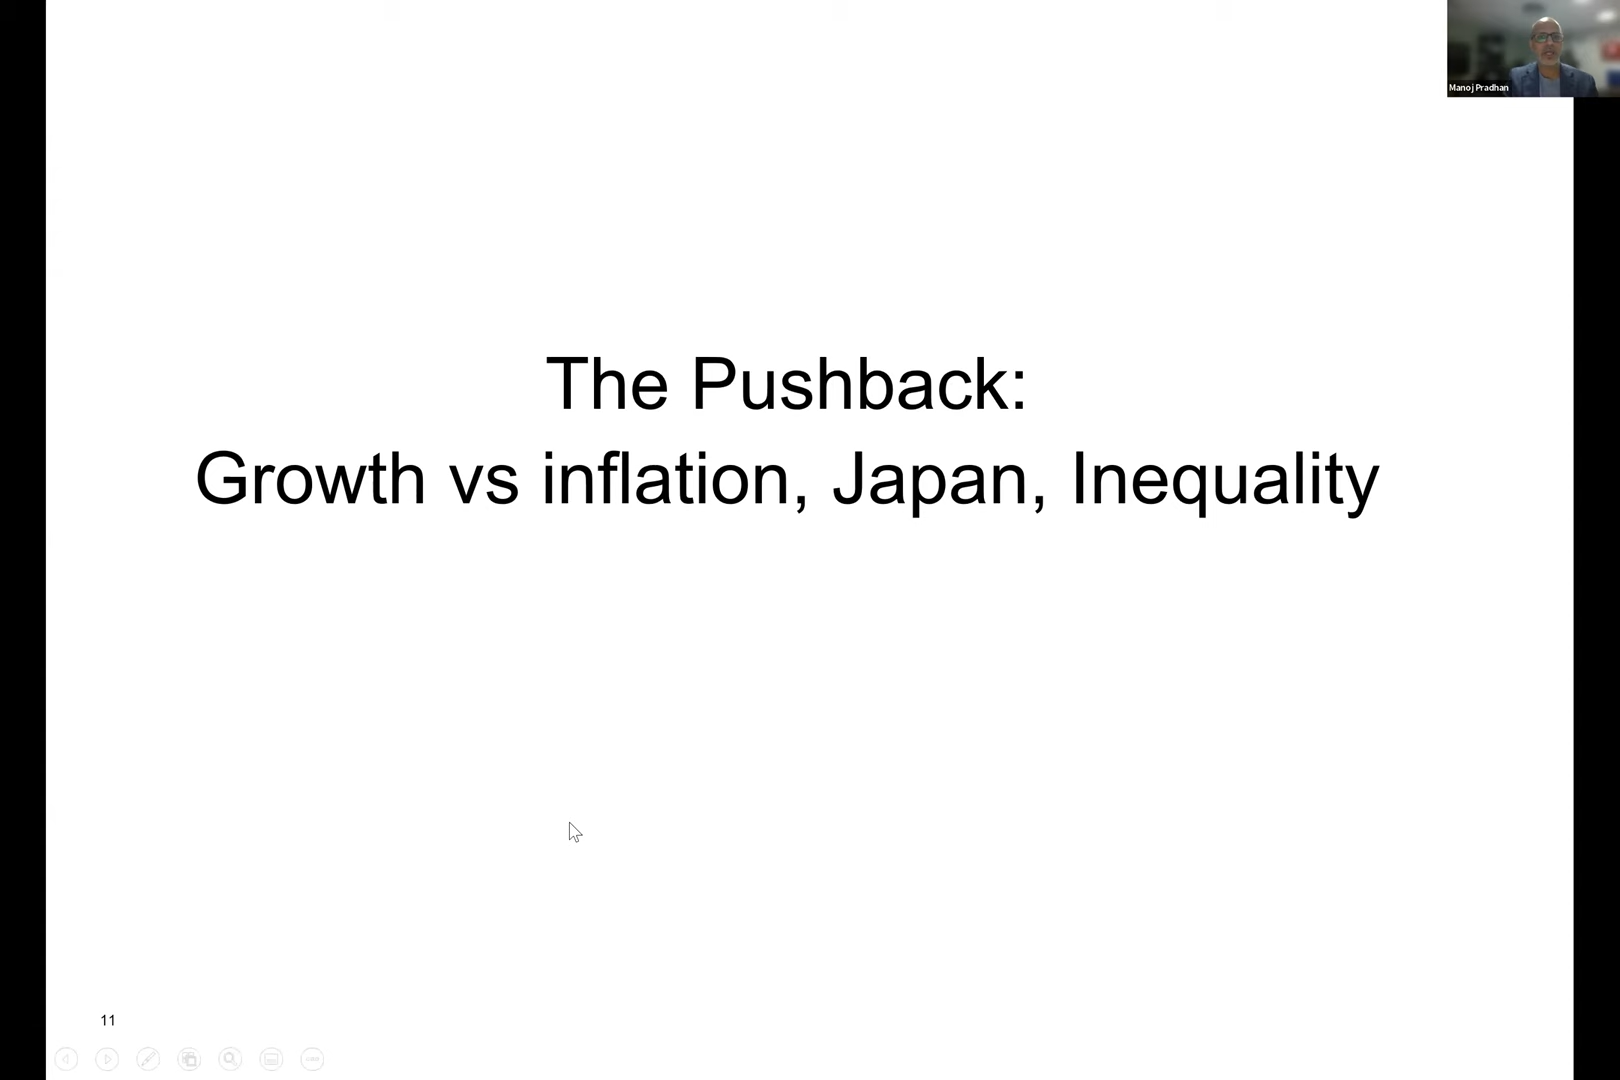 Manoj Pradhan
The Pushback:
Growth vs inflation, Japan, Inequality
11